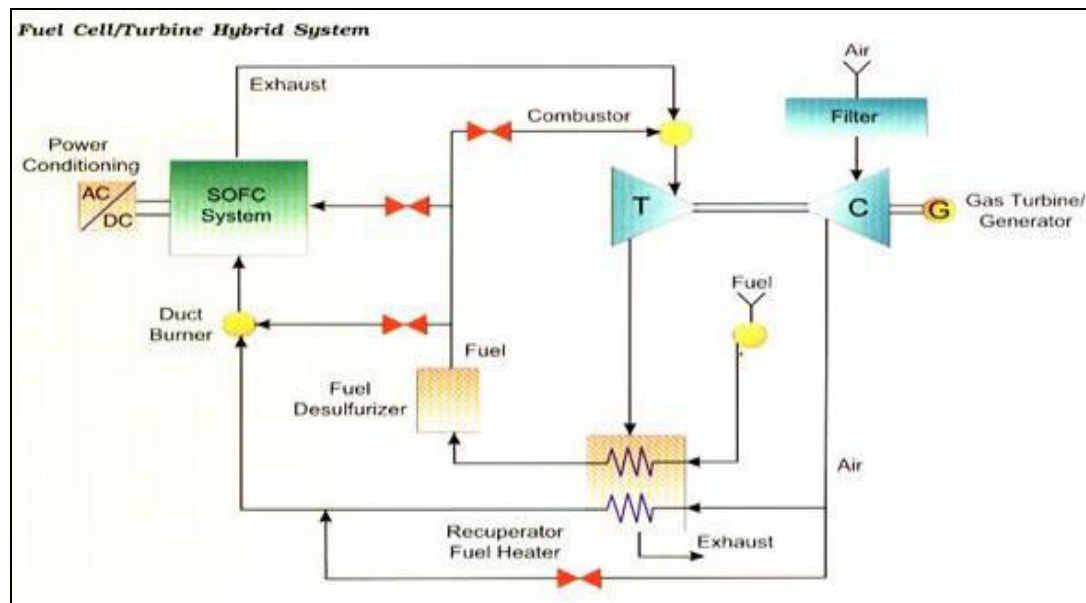 Fuel Cell/Turbine Hybrid System
Air
Exhaust
Combustor
Filter
Power
Conditioning
AC
DC
SOFC
System
T
C
G
Gas Turbine/
Generator
Fuel
Duct
Burner
Fuel
Fuel
Desulfurizer
Air
Recuperator
Fuel Heater
Exhaust